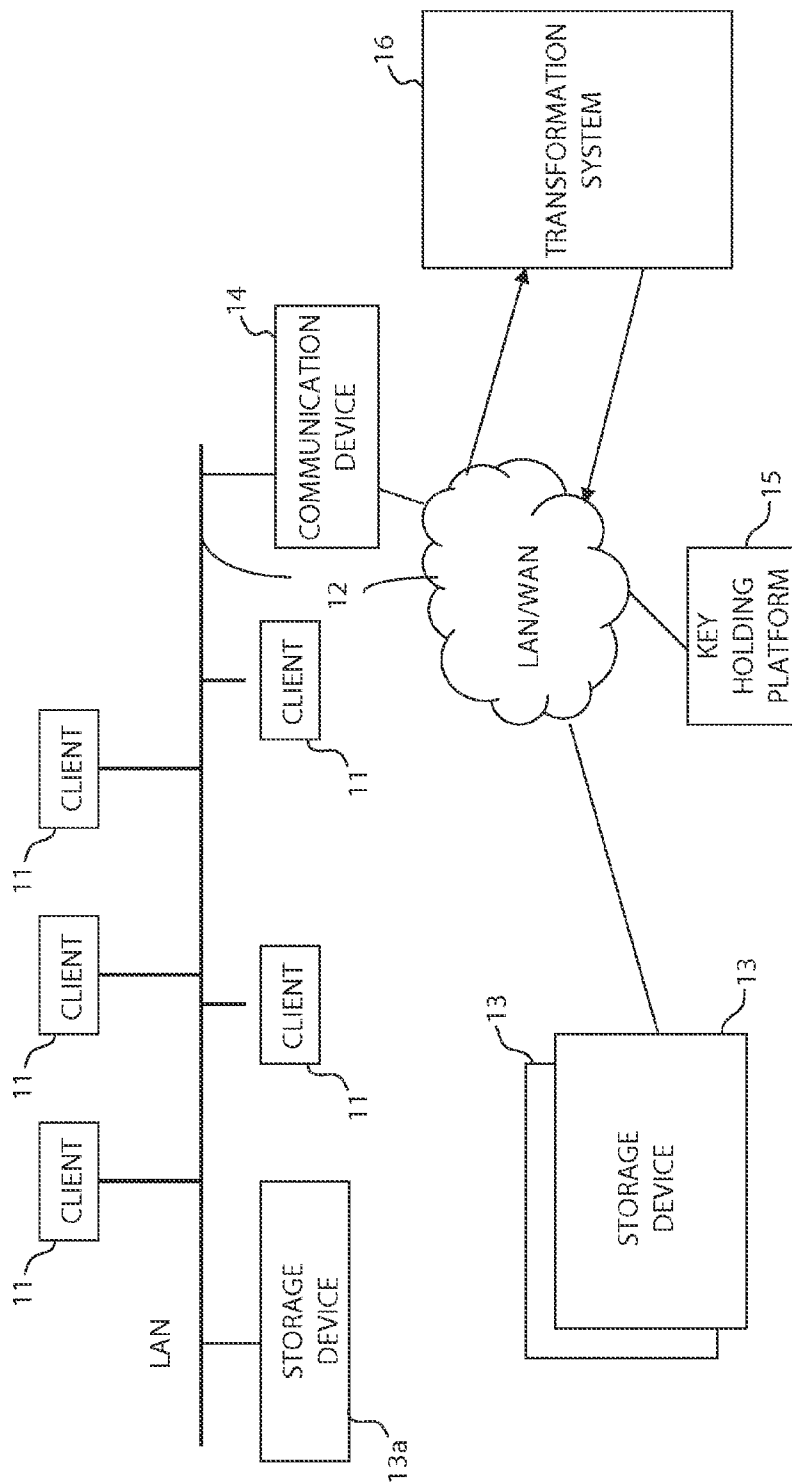 11
CLIENT
11
CLIENT
11
CLIENT
LAN
13a
STORAGE
DEVICE
11
CLIENT
11
CLIENT
12
14
COMMUNICATION
DEVICE
LAN/WAN
16
TRANSFORMATION
SYSTEM
13
13
STORAGE
DEVICE
15
KEY
HOLDING
PLATFORM